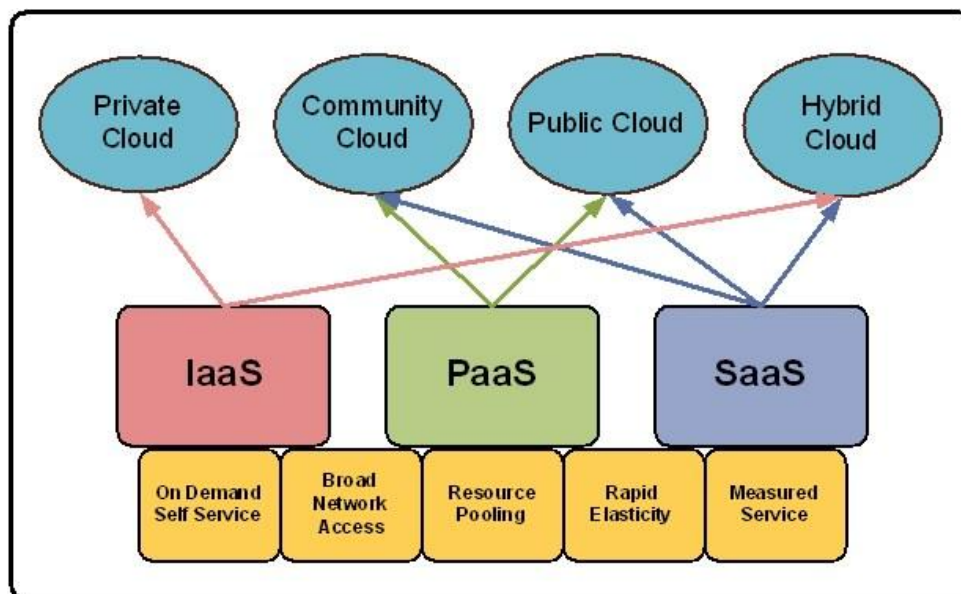 Private
Cloud
Community
Cloud
Public Cloud
Hybrid
Cloud
IaaS
PaaS
SaaS
On Demand
Self Service
Broad
Network
Access
Resource
Pooling
Rapid
Elasticity
Measured
Service